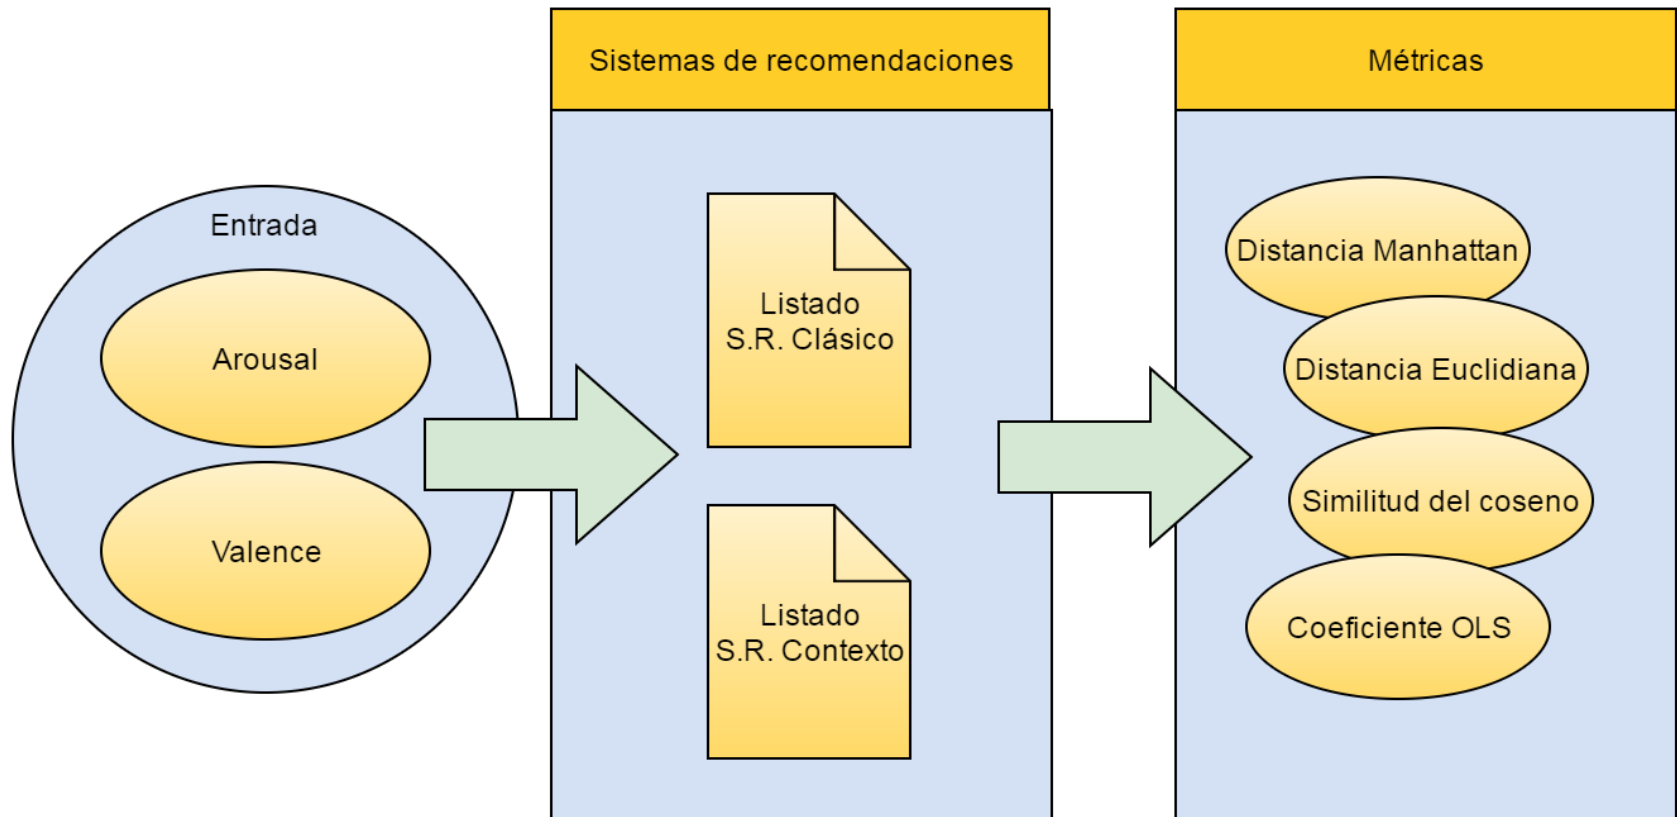 Entrada
Arousal
Valence
Sistemas de recomendaciones
Listado
S.R. Clásico
Listado
S.R. Contexto
Métricas
Distancia Manhattan
Distancia Euclidiana
Similitud del coseno
Coeficiente OLS